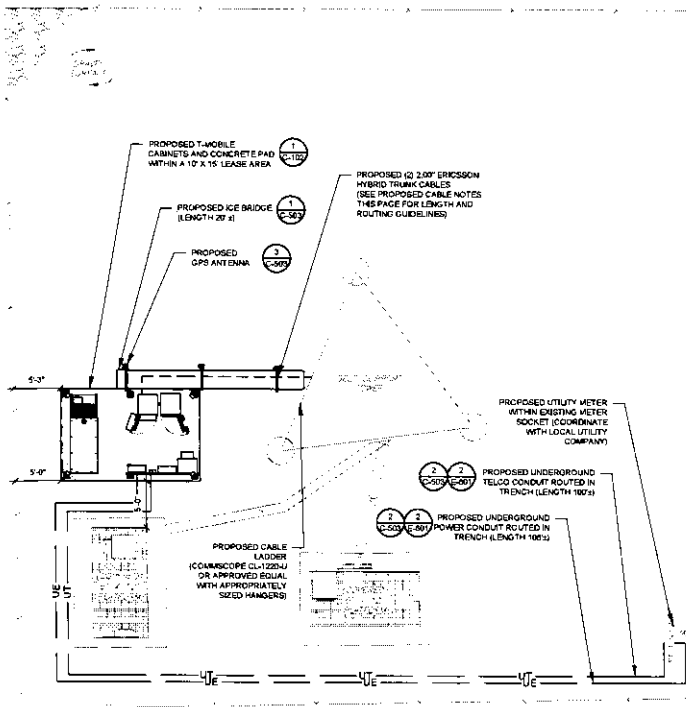 PROPOSED T-MOBILE
CABINETS AND CONCRETE PAD
WITHIN A 10' X 15' LEASE AREA
1
C-102
PROPOSED ICE BRIDGE
(LENGTH 20'±)
1
C-503
PROPOSED
GPS ANTENNA
3
C-503
PROPOSED (2) 2.00" ERICSSON
HYBRID TRUNK CABLES
(SEE PROPOSED CABLE NOTES
THIS PAGE FOR LENGTH AND
ROUTING GUIDELINES)
5'-0"
5'-0"
PROPOSED UTILITY METER
WITHIN EXISTING METER
SOCKET (COORDINATE
WITH LOCAL UTILITY
COMPANY)
2
C-503
2
E-601
PROPOSED UNDERGROUND
TELCO CONDUIT ROUTED IN
TRENCH (LENGTH 100'±)
2
C-503
2
E-601
PROPOSED UNDERGROUND
POWER CONDUIT ROUTED IN
TRENCH (LENGTH 106'±)
PROPOSED CABLE
LADDER
(COMMSCOPE CL-1220-U
OR APPROVED EQUAL
WITH APPROPRIATELY
SIZED HANGERS)
UE
UT